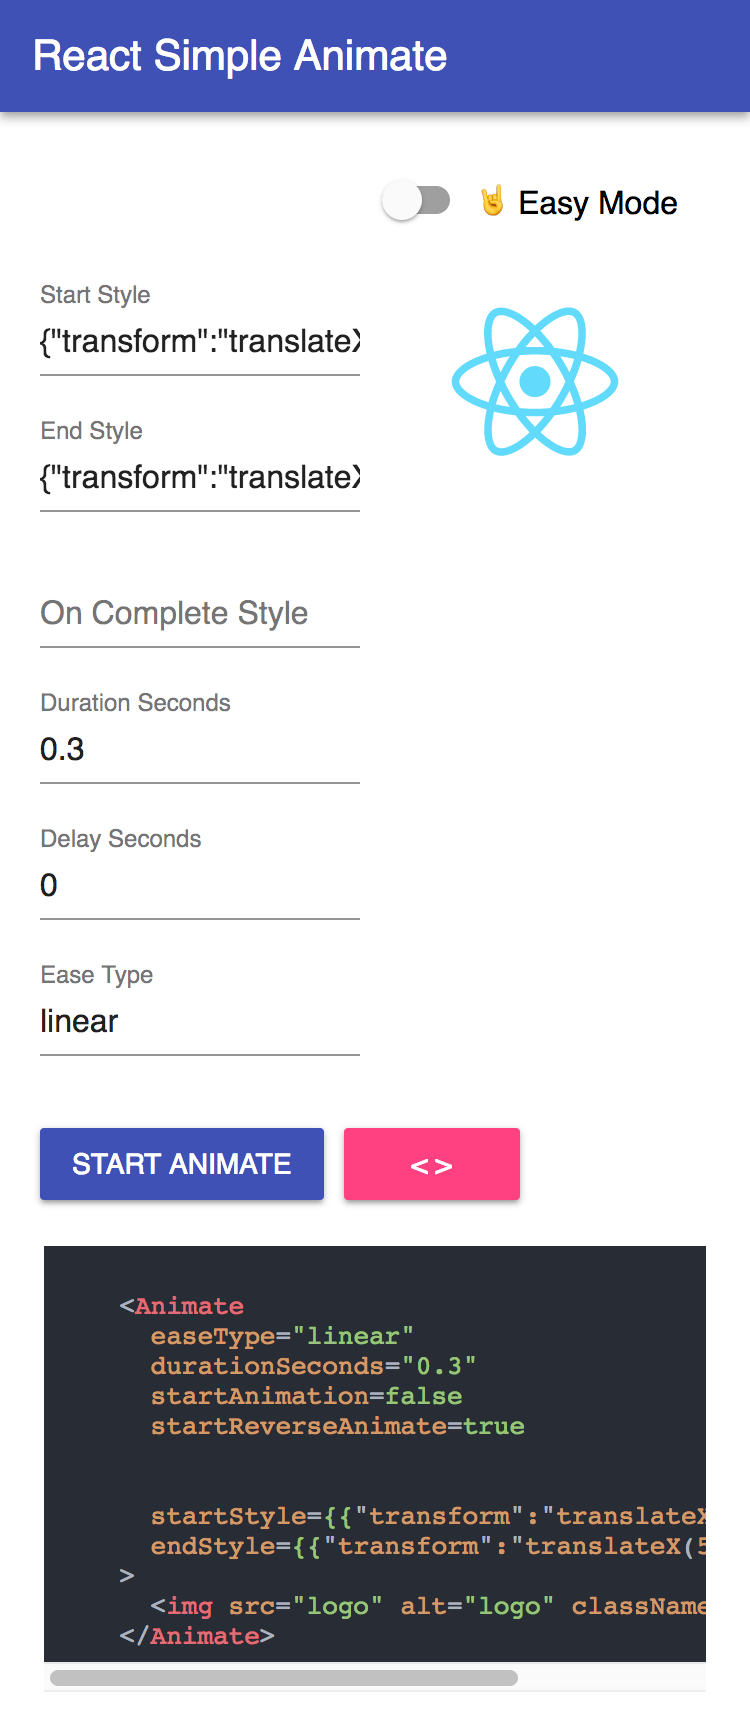 React Simple Animate
🤘 Easy Mode
Start Style
{"transform":"translateX
End Style
{"transform":"translateX
On Complete Style
Duration Seconds
0.3
Delay Seconds
0
Ease Type
linear
START ANIMATE
<>
<Animate
easeType="linear"
durationSeconds="0.3"
startAnimation=false
startReverseAnimate=true
startStyle={{"transform":"translateX
endStyle={{"transform":"translateX(5
>
<img src="logo" alt="logo" className
</Animate>